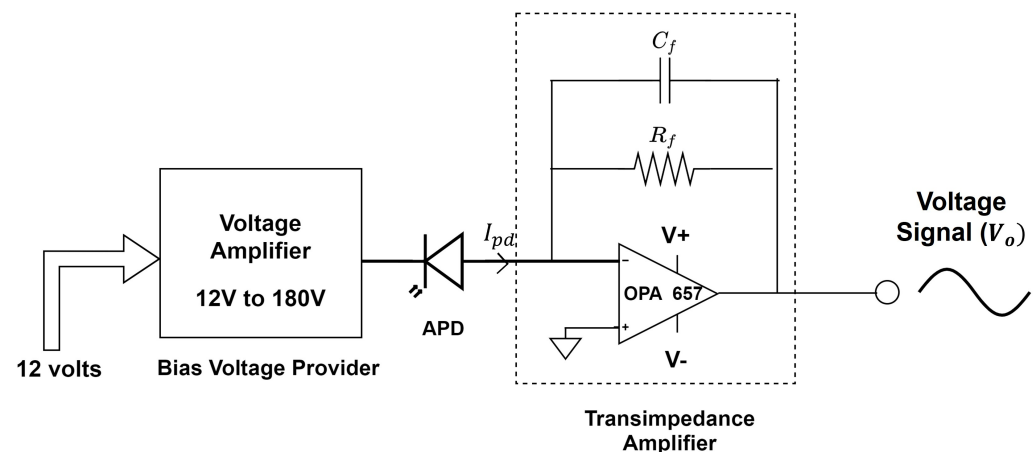 C_f
R_f
Voltage
Amplifier
12V to 180V
12 volts
Bias Voltage Provider
APD
I_pd
V+
−
OPA 657
+
V-
Voltage
Signal (V_o)
Transimpedance
Amplifier